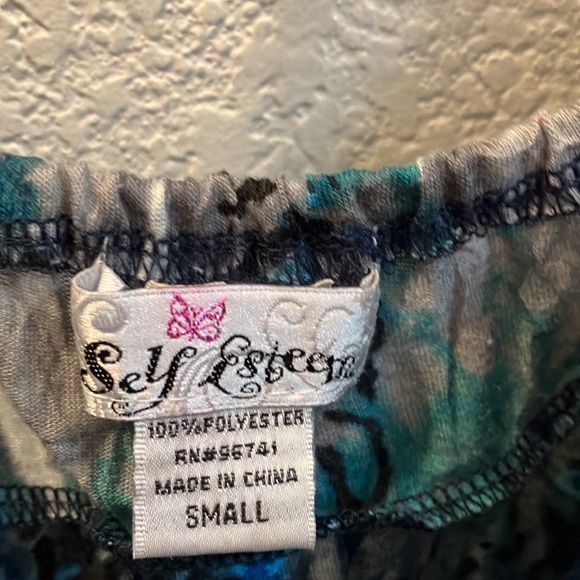 Self Esteem
100% POLYESTER
RN#96741
MADE IN CHINA
SMALL